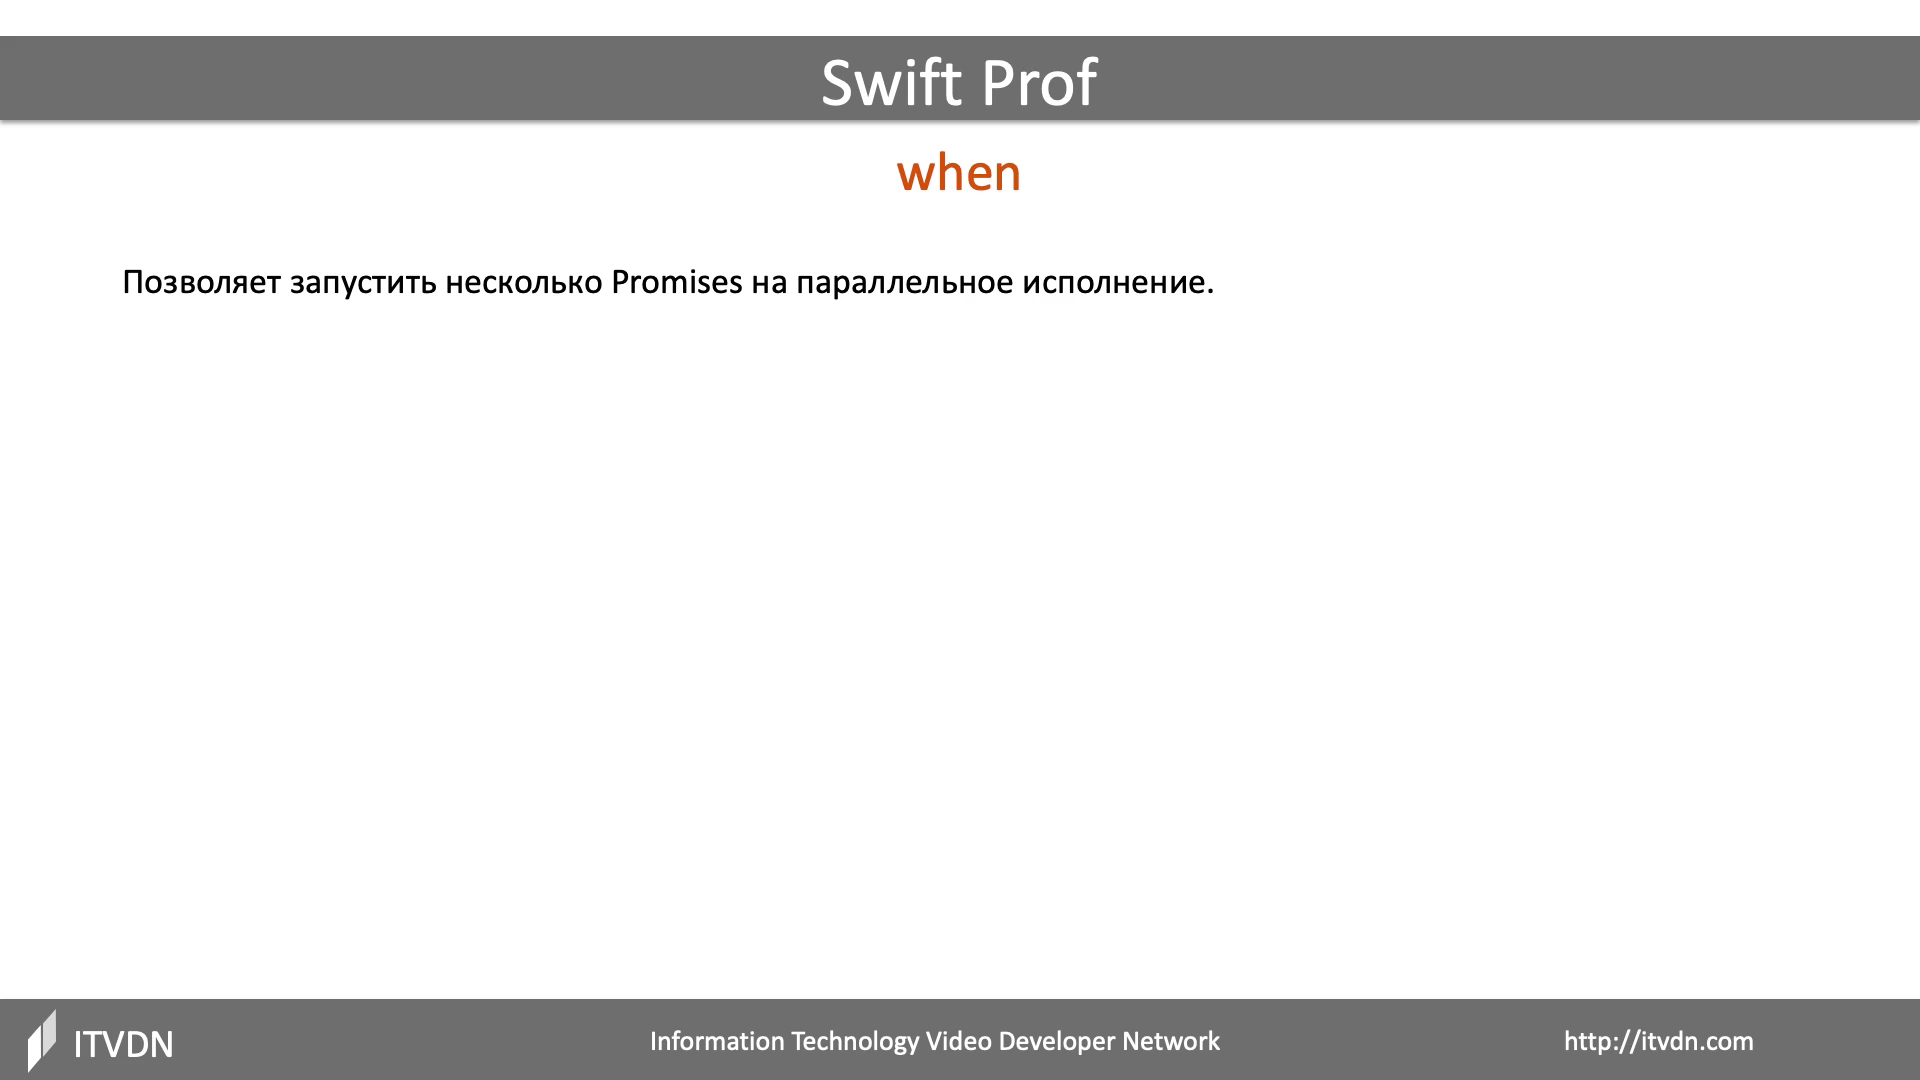 Swift Prof
when
Позволяет запустить несколько Promises на параллельное исполнение.
ITVDN
Information Technology Video Developer Network
http://itvdn.com